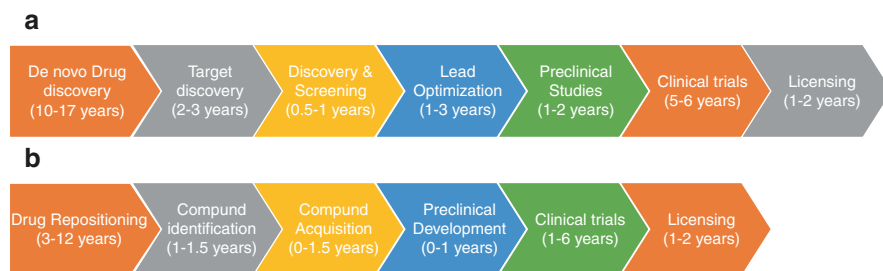 a
De novo Drug
discovery
(10-17 years)
Target
discovery
(2-3 years)
Discovery &
Screening
(0.5-1 years)
Lead
Optimization
(1-3 years)
Preclinical
Studies
(1-2 years)
Clinical trials
(5-6 years)
Licensing
(1-2 years)
b
Drug Repositioning
(3-12 years)
Compund
identification
(1-1.5 years)
Compund
Acquisition
(0-1.5 years)
Preclinical
Development
(0-1 years)
Clinical trials
(1-6 years)
Licensing
(1-2 years)